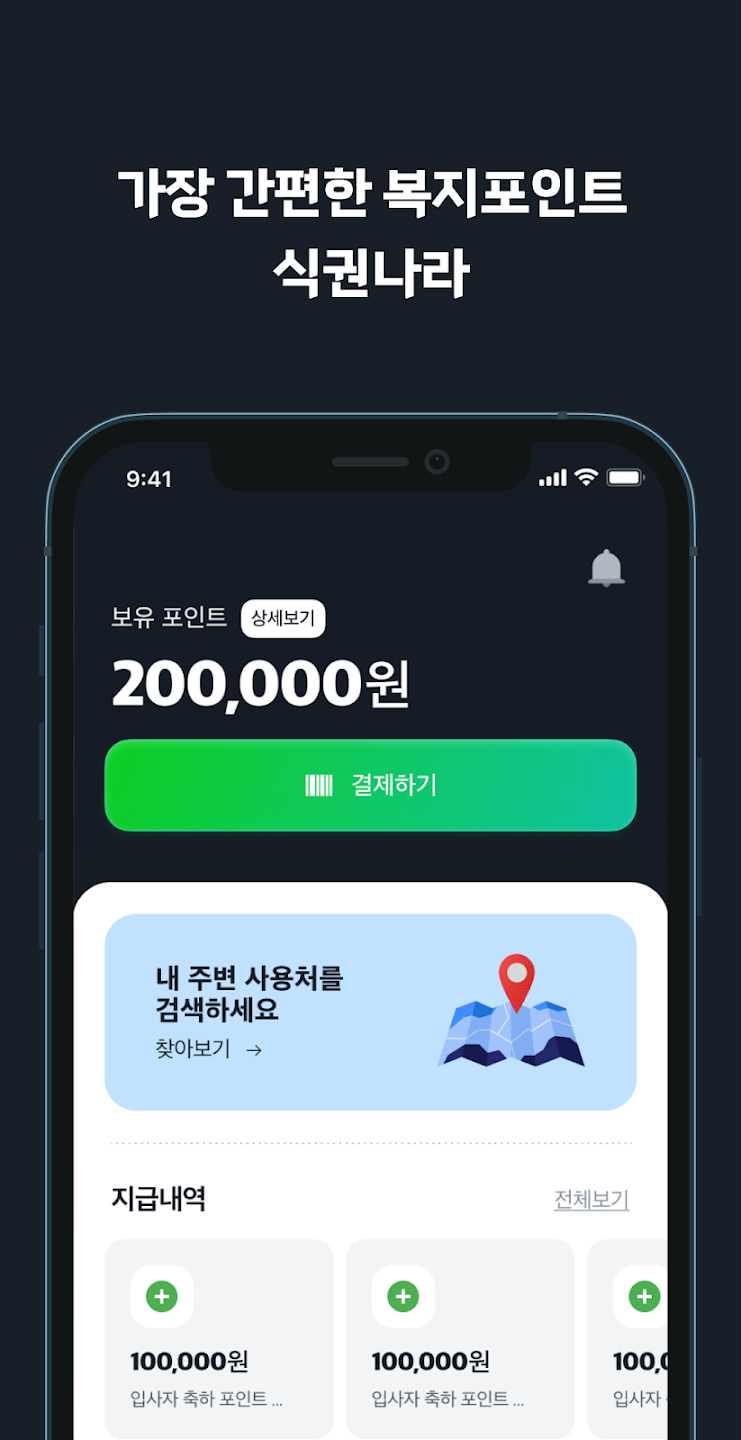 가장 간편한 복지포인트
식권나라
9:41
보유 포인트 상세보기
200,000원
결제하기
내 주변 사용처를
검색하세요
찾아보기 →
지급내역 전체보기
100,000원 100,000원 100,0
입사자 축하 포인트 ... 입사자 축하 포인트 ... 입사자